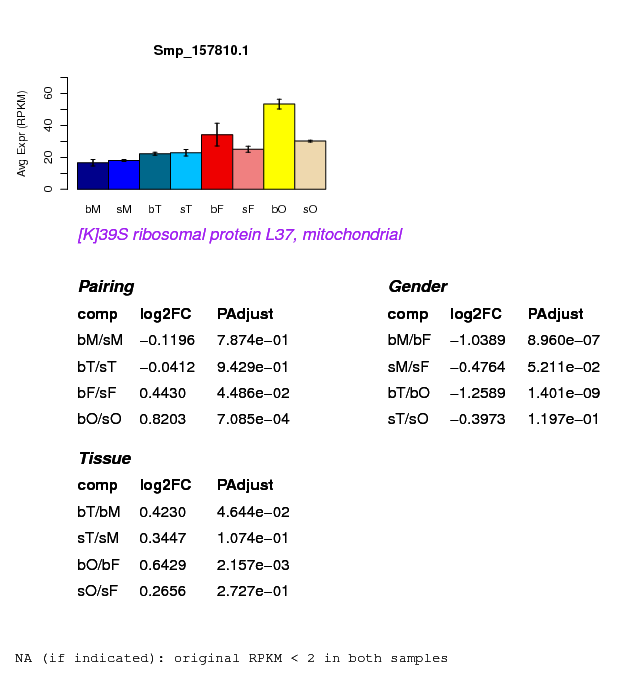 Smp_157810.1
Avg Expr (RPKM)
0 20 40 60
bM sM bT sT bF sF bO sO
[K]39S ribosomal protein L37, mitochondrial
Pairing
comp log2FC PAdjust
bM/sM −0.1196 7.874e−01
bT/sT −0.0412 9.429e−01
bF/sF 0.4430 4.486e−02
bO/sO 0.8203 7.085e−04
Gender
comp log2FC PAdjust
bM/bF −1.0389 8.960e−07
sM/sF −0.4764 5.211e−02
bT/bO −1.2589 1.401e−09
sT/sO −0.3973 1.197e−01
Tissue
comp log2FC PAdjust
bT/bM 0.4230 4.644e−02
sT/sM 0.3447 1.074e−01
bO/bF 0.6429 2.157e−03
sO/sF 0.2656 2.727e−01
NA (if indicated): original RPKM < 2 in both samples